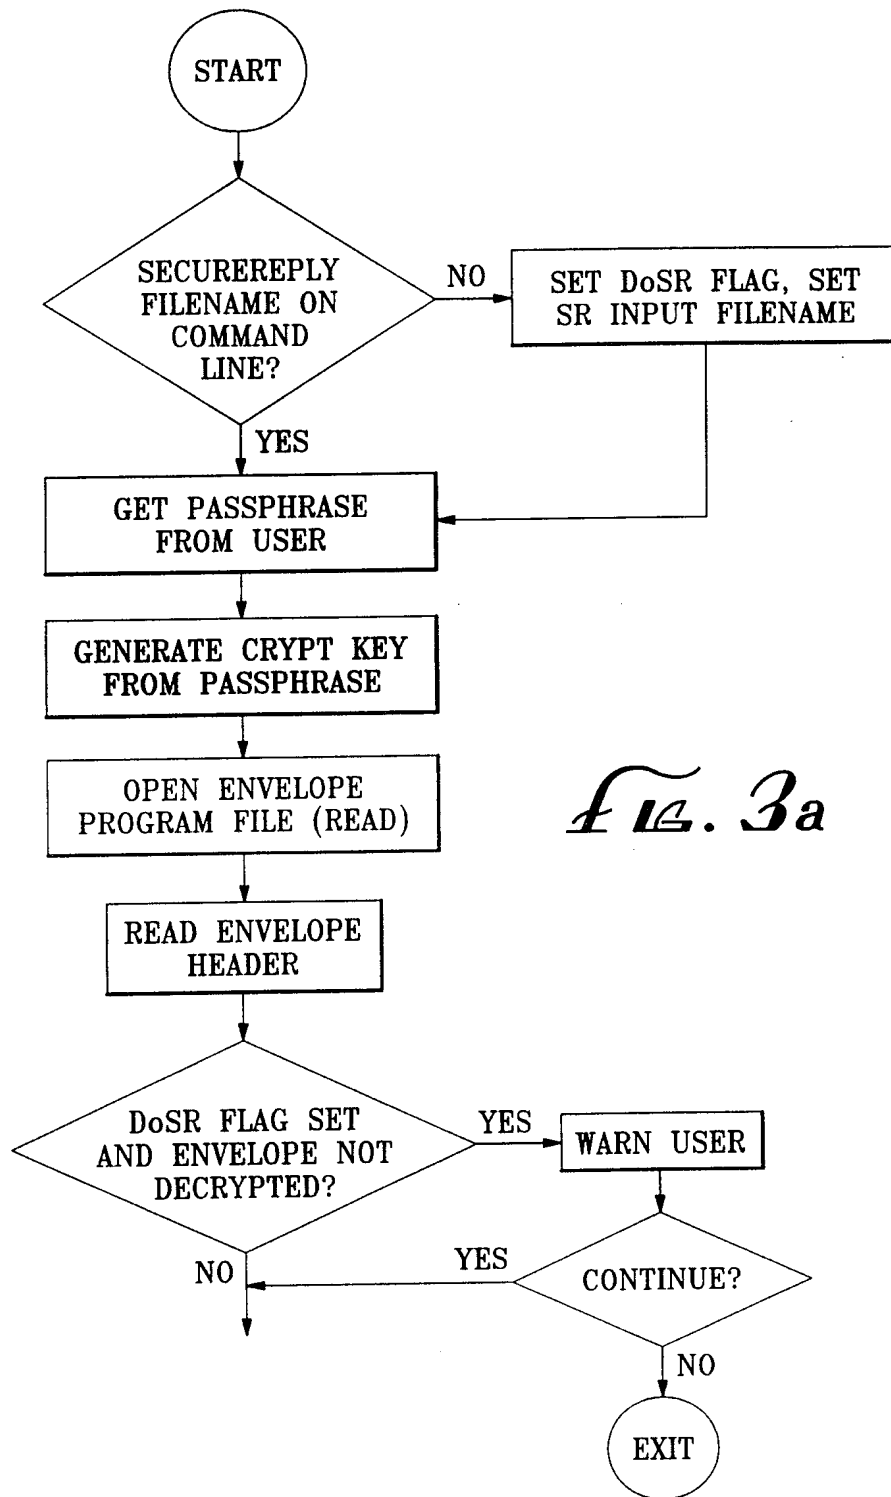 START
SECUREREPLY
FILENAME ON
COMMAND
LINE?
NO
SET DoSR FLAG, SET
SR INPUT FILENAME
YES
GET PASSPHRASE
FROM USER
GENERATE CRYPT KEY
FROM PASSPHRASE
OPEN ENVELOPE
PROGRAM FILE (READ)
FIG. 3a
READ ENVELOPE
HEADER
DoSR FLAG SET
AND ENVELOPE NOT
DECRYPTED?
YES
WARN USER
NO
YES
CONTINUE?
NO
EXIT